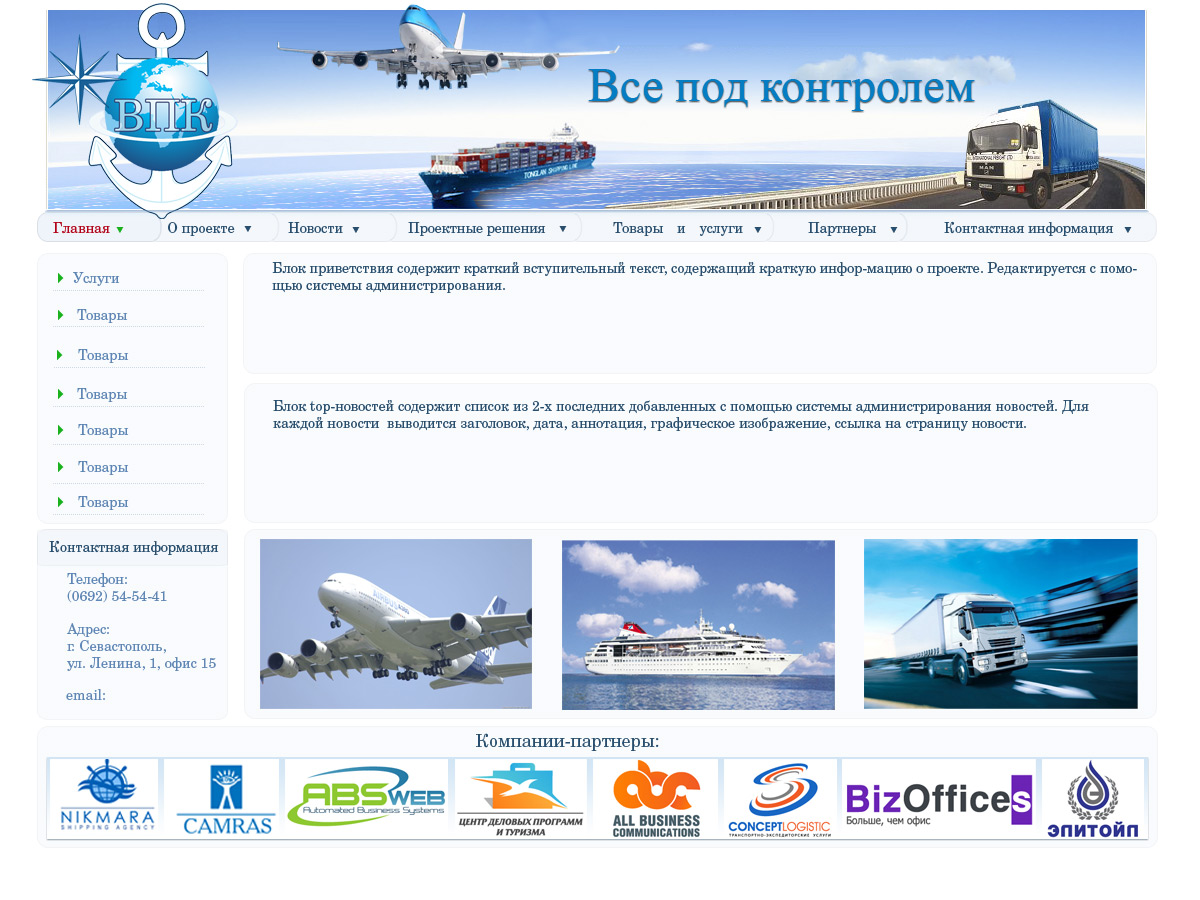 ВПК
Все под контролем
TONGLAN SHIPPING LINE
MAN
Главная
О проекте
Новости
Проектные решения
Товары и услуги
Партнеры
Контактная информация
Услуги
Товары
Товары
Товары
Товары
Товары
Товары
Блок приветствия содержит краткий вступительный текст, содержащий краткую инфор-мацию о проекте. Редактируется с помо-
щью системы администрирования.
Блок top-новостей содержит список из 2-х последних добавленных с помощью системы администрирования новостей. Для
каждой новости выводится заголовок, дата, аннотация, графическое изображение, ссылка на страницу новости.
Контактная информация
Телефон:
(0692) 54-54-41
Адрес:
г. Севастополь,
ул. Ленина, 1, офис 15
email:
AIRBUS
Компании-партнеры:
NIKMARA
SHIPPING AGENCY
CAMRAS
ABSWEB
Automated Business Systems
ЦЕНТР ДЕЛОВЫХ ПРОГРАММ
И ТУРИЗМА
abc
ALL BUSINESS
COMMUNICATIONS
CONCEPTLOGISTIC
ТРАНСПОРТНО-ЭКСПЕДИТОРСКИЕ УСЛУГИ
BizOffices
Больше, чем офис
ЭПИТОЙП